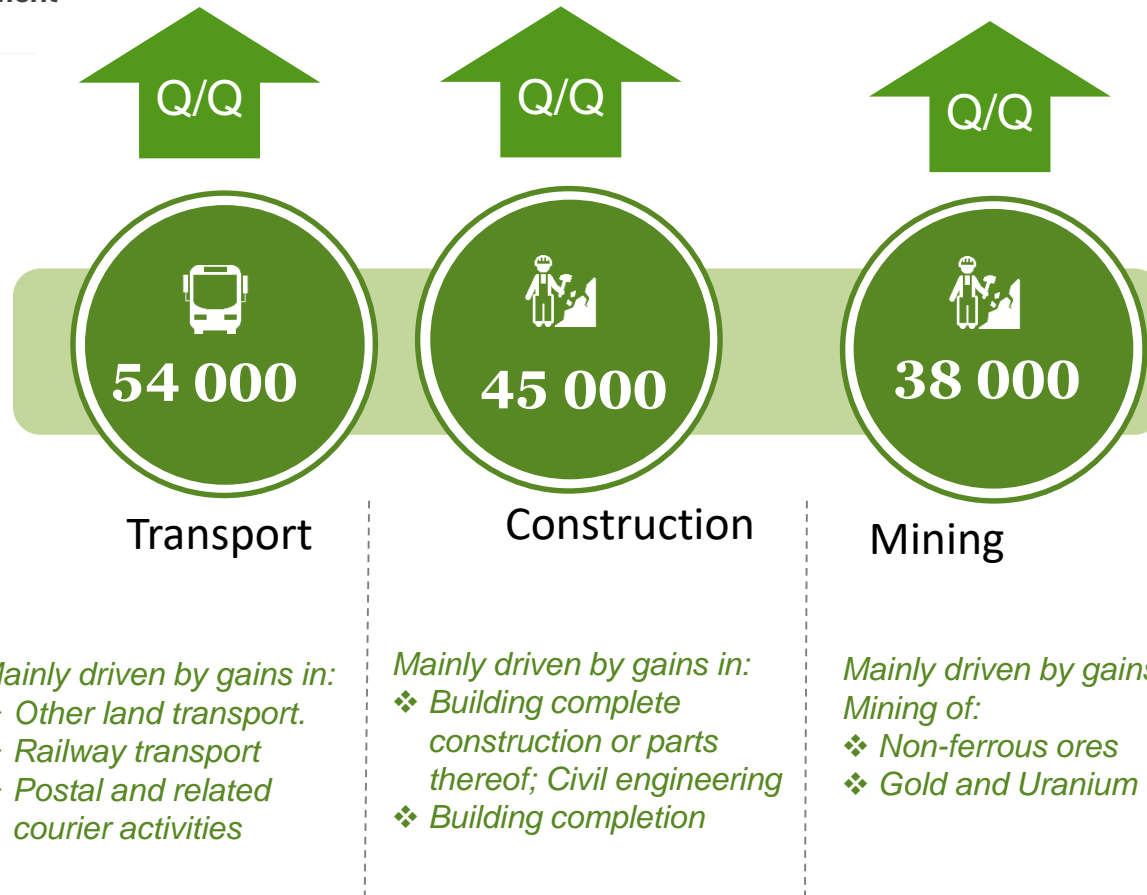 Q/Q
Q/Q
Q/Q
54 000
45 000
38 000
Transport
Construction
Mining
Mainly driven by gains in:
Other land transport.
Railway transport
Postal and related
courier activities
Mainly driven by gains in:
❖ Building complete
construction or parts
thereof; Civil engineering
❖ Building completion
Mainly driven by gains
Mining of:
❖ Non-ferrous ores
❖ Gold and Uranium